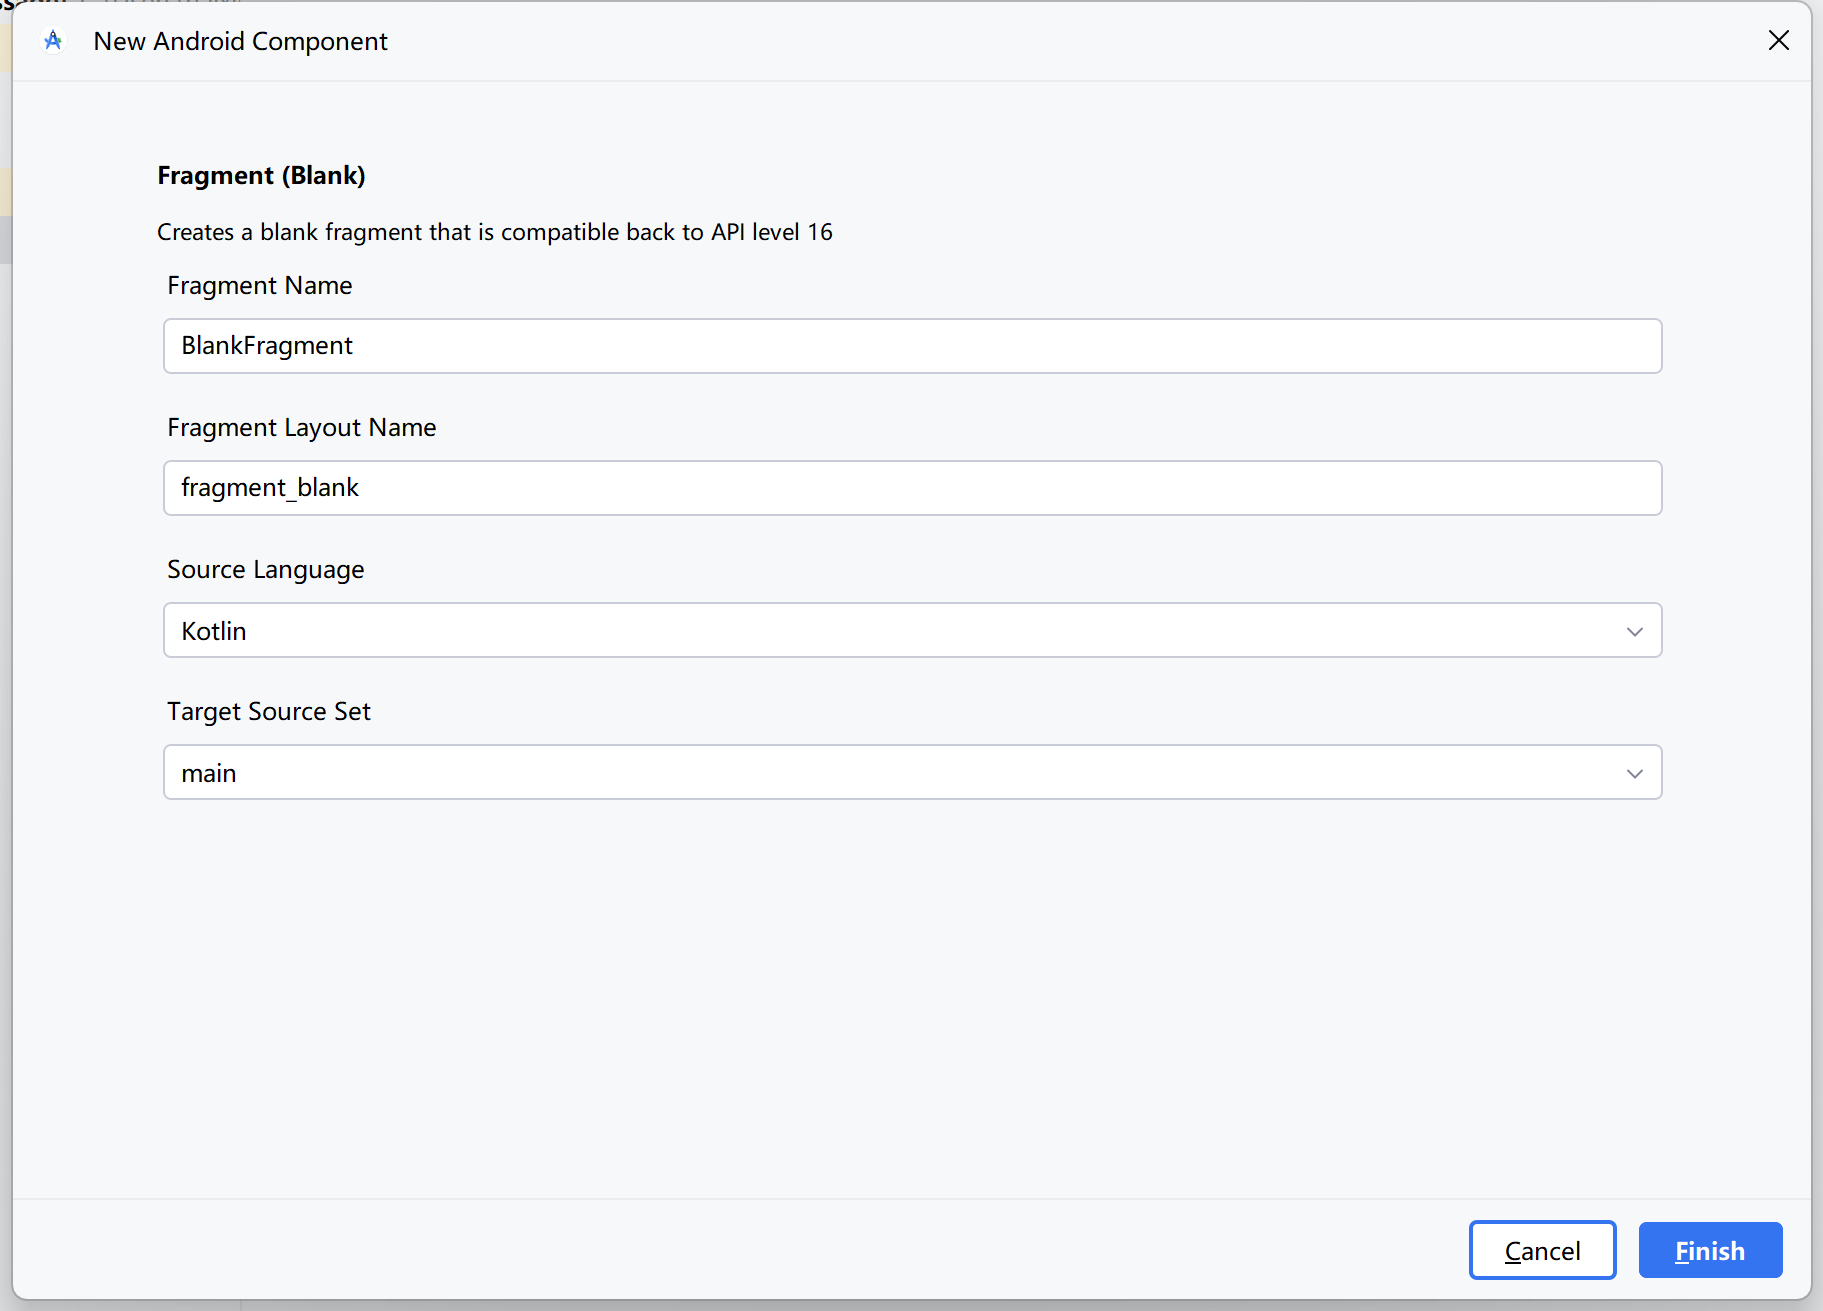 New Android Component
Fragment (Blank)
Creates a blank fragment that is compatible back to API level 16
Fragment Name
BlankFragment
Fragment Layout Name
fragment_blank
Source Language
Kotlin
Target Source Set
main
Cancel
Finish